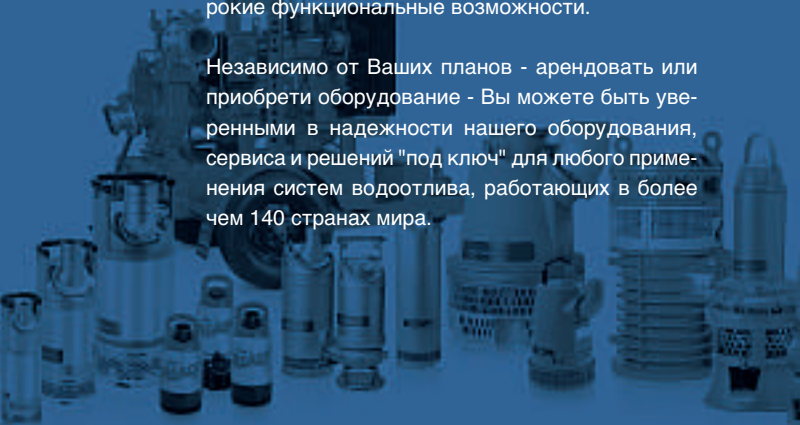 рокие функциональные возможности.
Независимо от Ваших планов - арендовать или
приобрети оборудование - Вы можете быть уве-
ренными в надежности нашего оборудования,
сервиса и решений "под ключ" для любого приме-
нения систем водоотлива, работающих в более
чем 140 странах мира.